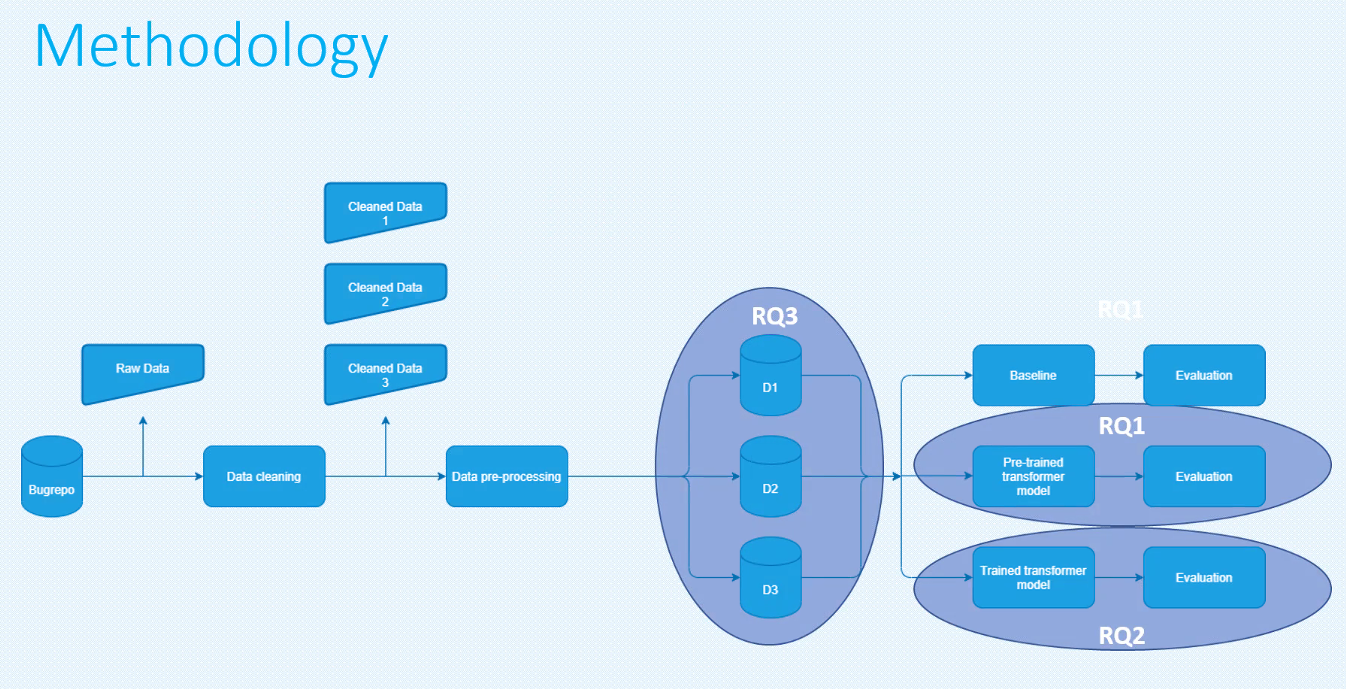 Methodology
Cleaned Data
1
Cleaned Data
2
Cleaned Data
3
Raw Data
Bugrepo
Data cleaning
Data pre-processing
RQ3
D1
D2
D3
RQ1
Baseline
Evaluation
RQ1
Pre-trained
transformer
model
Evaluation
Trained transformer
model
Evaluation
RQ2